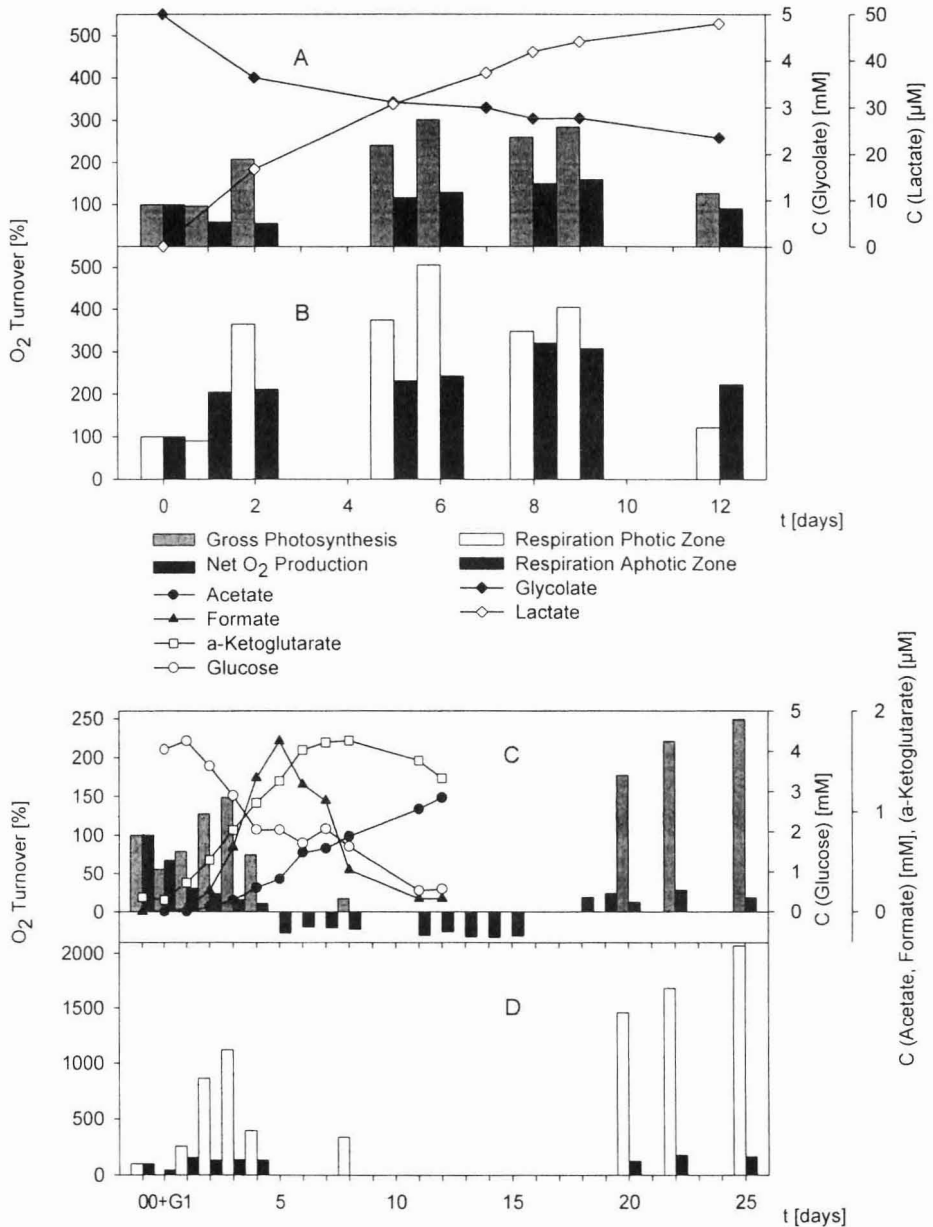 A
500
400
300
200
100
5
4
3
2
1
0
C (Glycolate) [mM]
50
40
30
20
10
0
C (Lactate) [µM]
O2 Turnover [%]
B
500
400
300
200
100
0
0
2
4
6
8
10
12
t [days]
Gross Photosynthesis
Net O2 Production
Acetate
Formate
a-Ketoglutarate
Glucose
Respiration Photic Zone
Respiration Aphotic Zone
Glycolate
Lactate
C
250
200
150
100
50
0
5
4
3
2
1
0
C (Glucose) [mM]
2
1
0
C (Acetate, Formate) [mM], (a-Ketoglutarate) [µM]
O2 Turnover [%]
D
2000
1500
1000
500
0
00+G1
5
10
15
20
25
t [days]